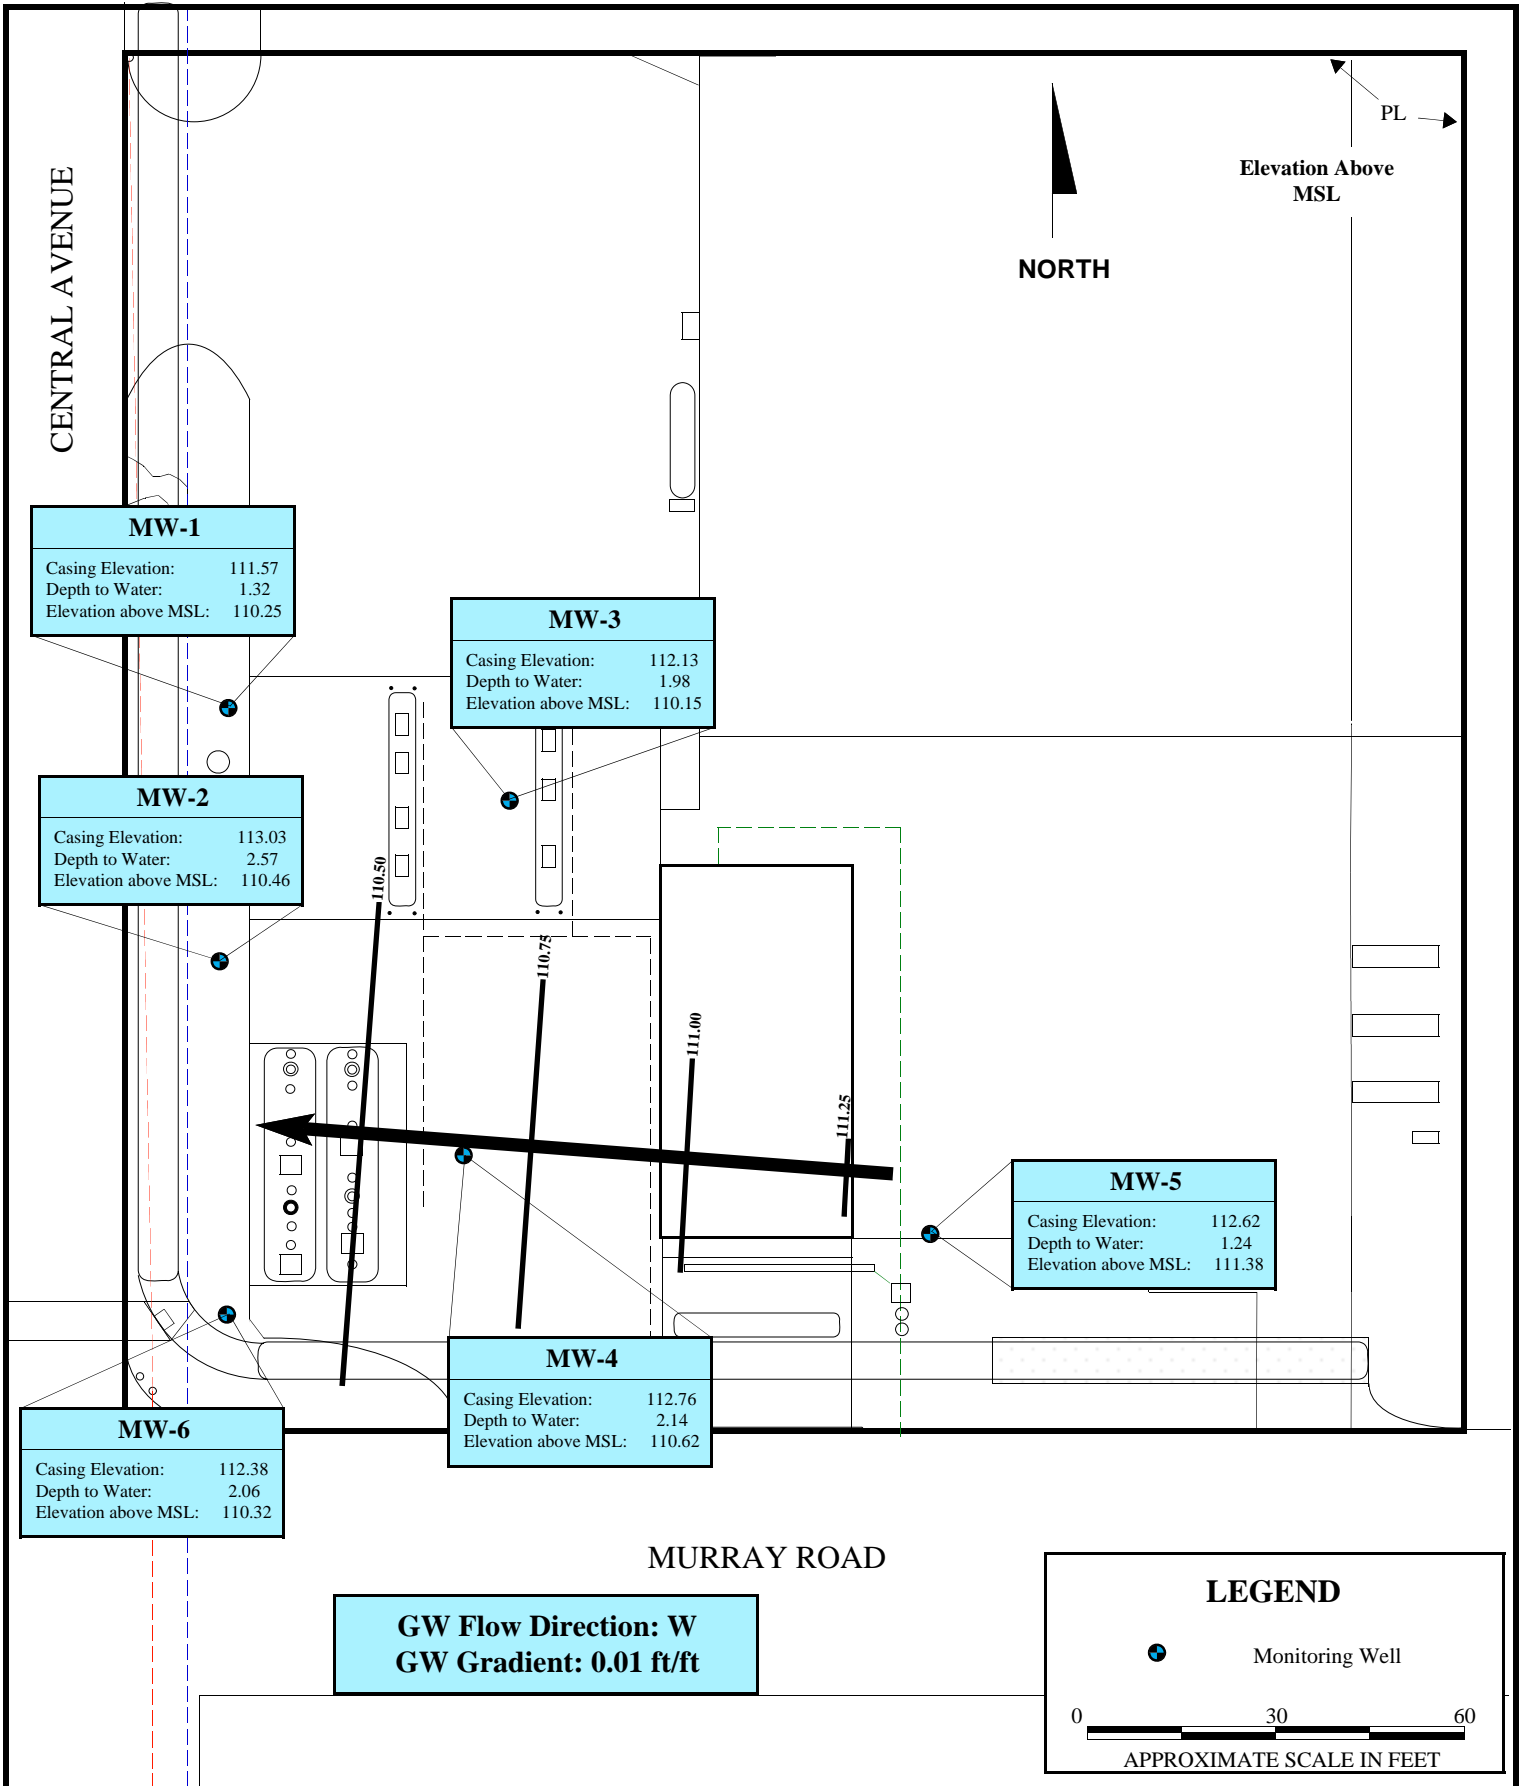 PL
Elevation Above
MSL
NORTH
CENTRAL AVENUE
MW-1
Casing Elevation: 111.57
Depth to Water: 1.32
Elevation above MSL: 110.25
MW-3
Casing Elevation: 112.13
Depth to Water: 1.98
Elevation above MSL: 110.15
MW-2
Casing Elevation: 113.03
Depth to Water: 2.57
Elevation above MSL: 110.46
110.50
110.75
111.00
111.25
MW-5
Casing Elevation: 112.62
Depth to Water: 1.24
Elevation above MSL: 111.38
MW-4
Casing Elevation: 112.76
Depth to Water: 2.14
Elevation above MSL: 110.62
MW-6
Casing Elevation: 112.38
Depth to Water: 2.06
Elevation above MSL: 110.32
MURRAY ROAD
GW Flow Direction: W
GW Gradient: 0.01 ft/ft
LEGEND
Monitoring Well
0 30 60
APPROXIMATE SCALE IN FEET